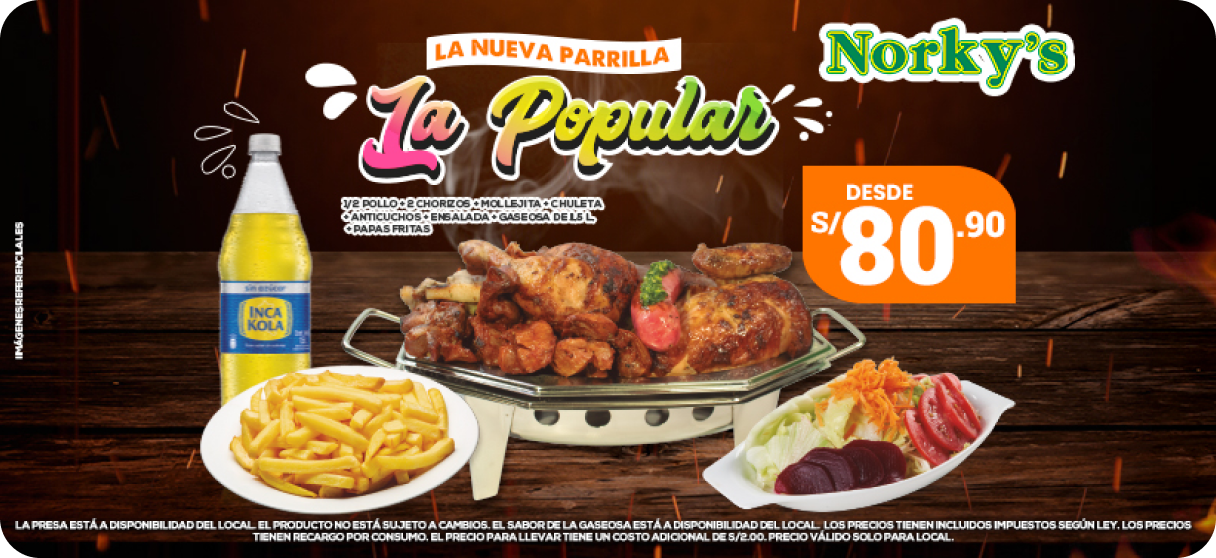 LA NUEVA PARRILLA
Norky's
La Popular
1/2 POLLO + 2 CHORIZOS + MOLLEJITA + CHULETA
+ ANTICUCHOS + ENSALADA + GASEOSA DE 1.5 L
+ PAPAS FRITAS
DESDE
S/80.90
IMÁGENES REFERENCIALES
INCA
KOLA
LA PRESA ESTÁ A DISPONIBILIDAD DEL LOCAL. EL PRODUCTO NO ESTÁ SUJETO A CAMBIOS. EL SABOR DE LA GASEOSA ESTÁ A DISPONIBILIDAD DEL LOCAL. LOS PRECIOS TIENEN INCLUIDOS IMPUESTOS SEGÚN LEY. LOS PRECIOS
TIENEN RECARGO POR CONSUMO. EL PRECIO PARA LLEVAR TIENE UN COSTO ADICIONAL DE S/2.00. PRECIO VÁLIDO SOLO PARA LOCAL.